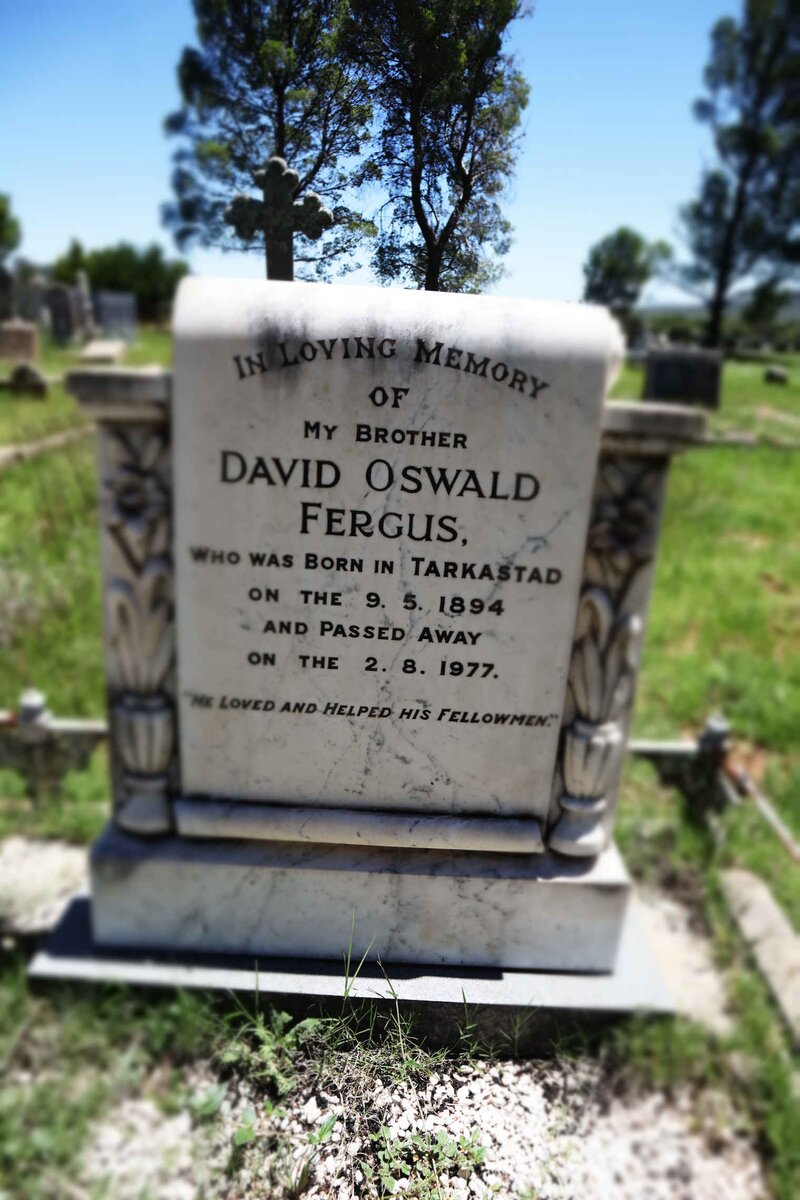 IN LOVING MEMORY
OF
MY BROTHER
DAVID OSWALD
FERGUS,
WHO WAS BORN IN TARKASTAD
ON THE 9. 5. 1894
AND PASSED AWAY
ON THE 2. 8. 1977.
"HE LOVED AND HELPED HIS FELLOWMEN."